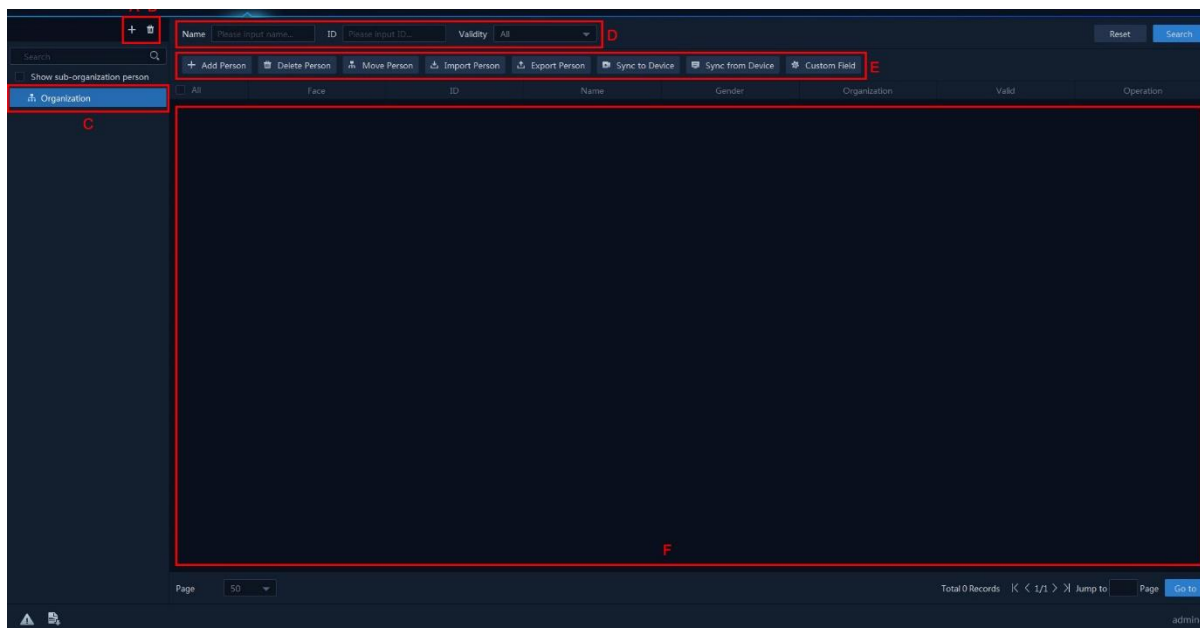 A B
Name Please input name... ID Please input ID... Validity All D Reset Search
Search
Show sub-organization person
+ Add Person Delete Person Move Person Import Person Export Person Sync to Device Sync from Device Custom Field E
All Face ID Name Gender Organization Valid Operation
Organization
C
F
Page 50 Total 0 Records 1/1 Jump to Page Go to
admin